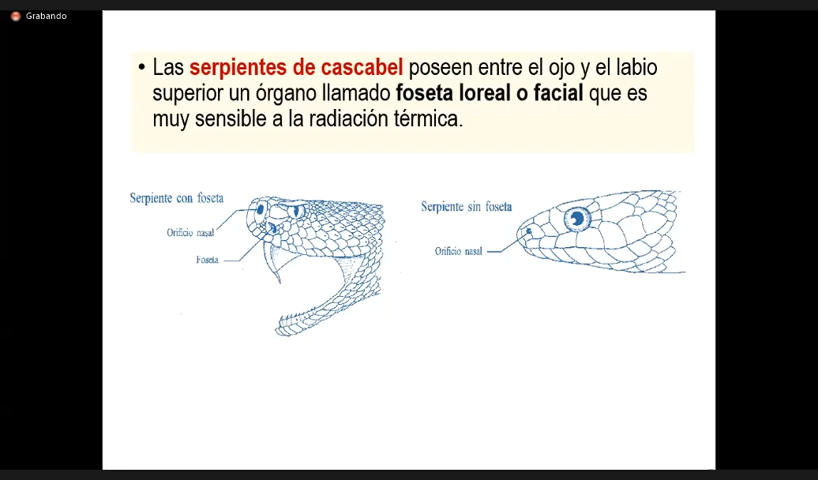 Grabando
• Las serpientes de cascabel poseen entre el ojo y el labio
superior un órgano llamado foseta loreal o facial que es
muy sensible a la radiación térmica.
Serpiente con foseta
Orificio nasal
Foseta
Serpiente sin foseta
Orificio nasal